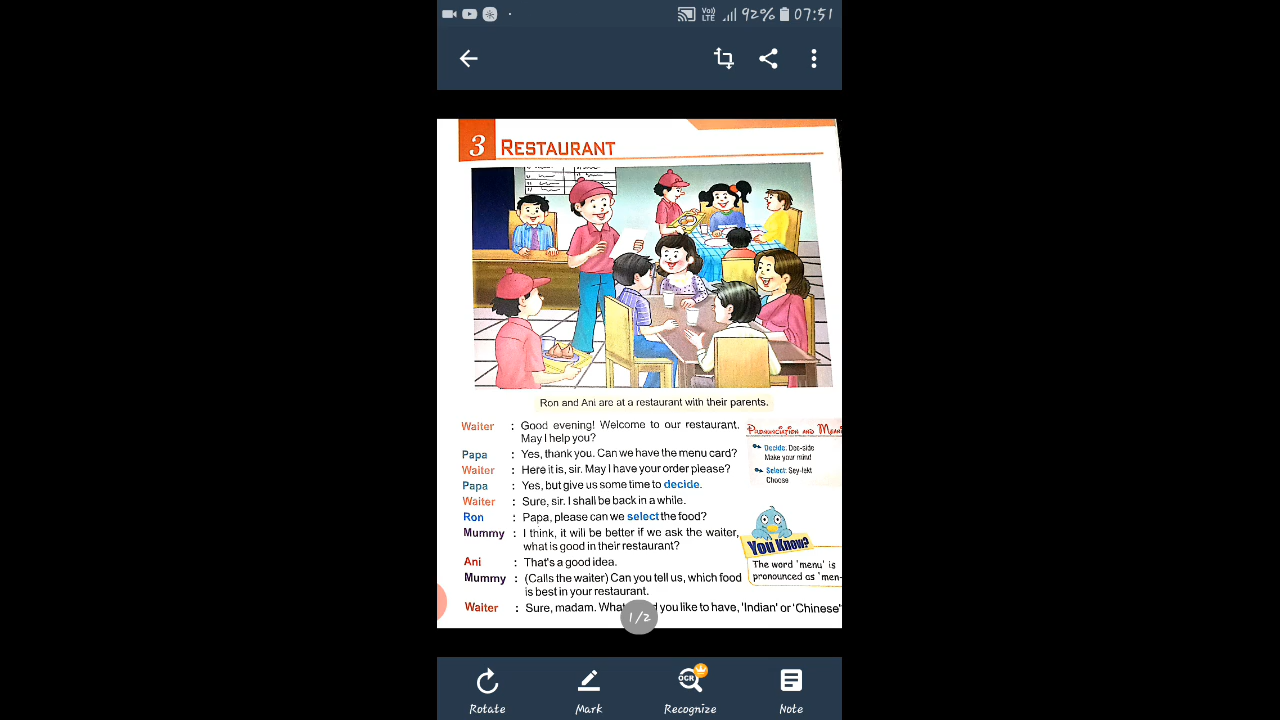 Vo)) LTE 92% 07:51
3 RESTAURANT
Ron and Ani are at a restaurant with their parents.
Waiter : Good evening! Welcome to our restaurant.
May I help you?
Papa : Yes, thank you. Can we have the menu card?
Waiter : Here it is, sir. May I have your order please?
Papa : Yes, but give us some time to decide.
Waiter : Sure, sir. I shall be back in a while.
Ron : Papa, please can we select the food?
Mummy : I think, it will be better if we ask the waiter,
what is good in their restaurant?
Ani : That's a good idea.
Mummy : (Calls the waiter) Can you tell us, which food
is best in your restaurant.
Waiter : Sure, madam. What you like to have, 'Indian' or 'Chinese'
PRONUNCIATION AND MEANI
Decide: Dee-side
Make your mind
Select: Sey-lekt
Choose
You Know?
The word 'menu' is
pronounced as 'men-
1/2
Rotate Mark OCR Recognize Note